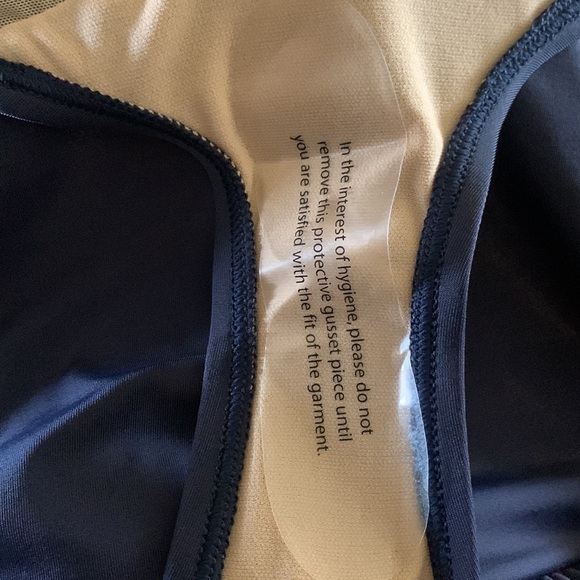 In the interest of hygiene, please do not
remove this protective gusset piece until
you are satisfied with the fit of the garment.